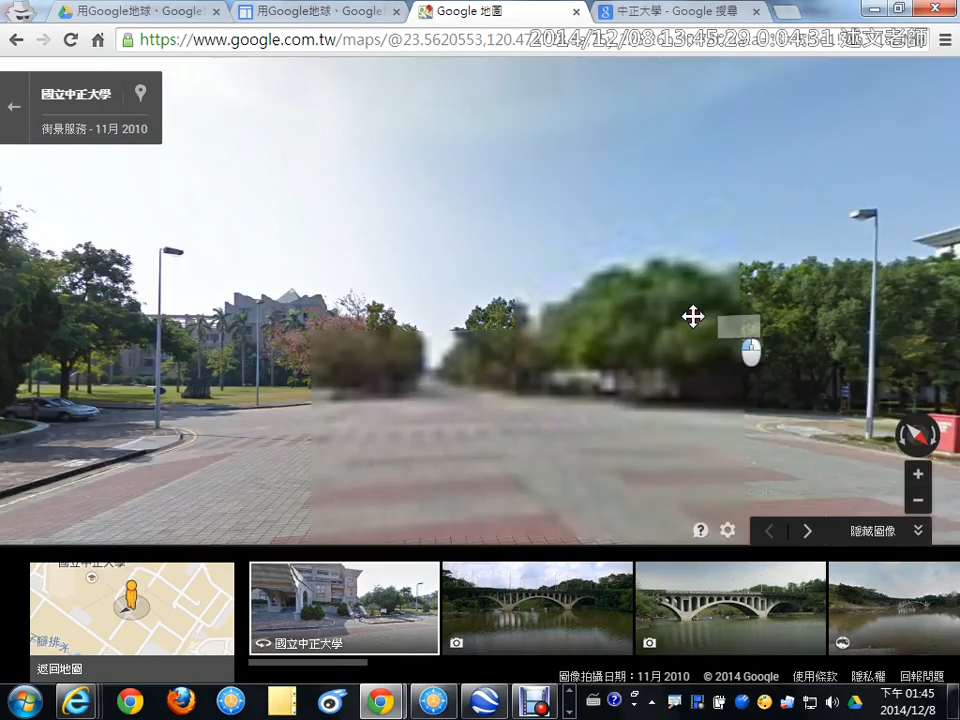 用Google地球、Google!
用Google地球、Google!
Google 地圖
中正大學 - Google 搜尋
https://www.google.com.tw/maps/@23.5620553,120.47
2014/12/08 13:45:29 0:04:31 述文老師
國立中正大學
街景服務 - 11月 2010
隱藏圖像
國立中正大學
國立中正大學
返回地圖
圖像拍攝日期：11月 2010 © 2014 Google 使用條款 隱私權 回報問題
下午 01:45
2014/12/8